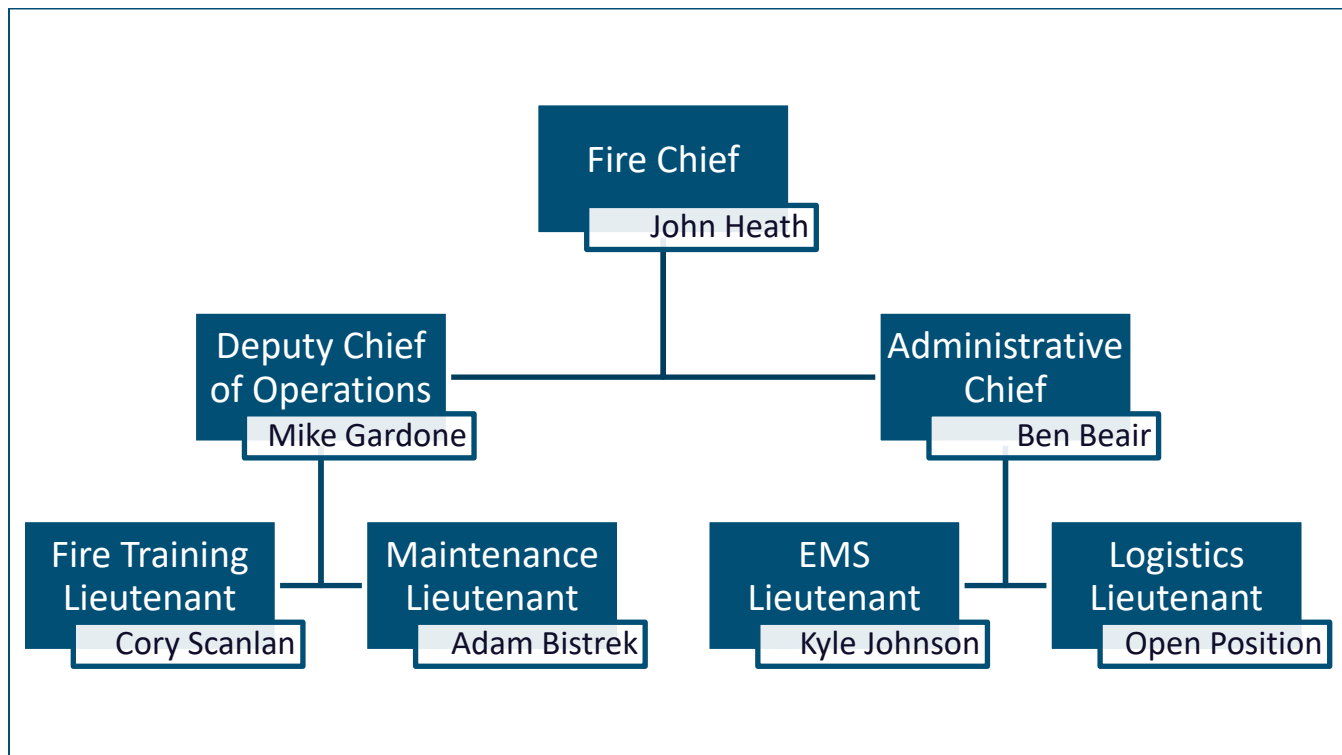 Fire Chief
John Heath
Deputy Chief
of Operations
Mike Gardone
Administrative
Chief
Ben Beair
Fire Training
Lieutenant
Cory Scanlan
Maintenance
Lieutenant
Adam Bistrek
EMS
Lieutenant
Kyle Johnson
Logistics
Lieutenant
Open Position